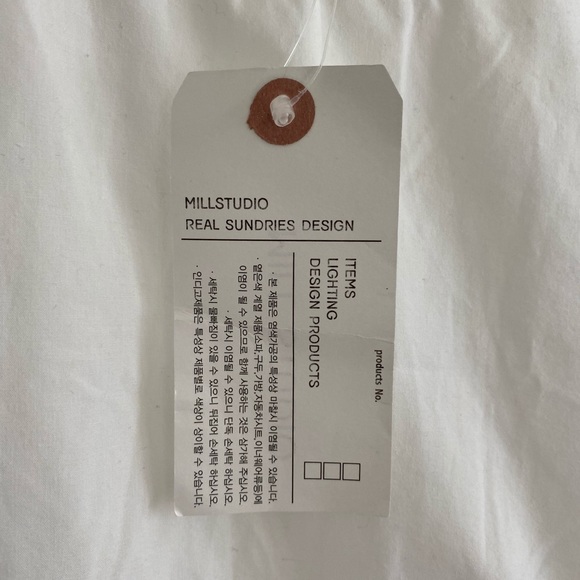 MILLSTUDIO
REAL SUNDRIES DESIGN
ITEMS
LIGHTING
DESIGN PRODUCTS
products No.
· 본 제품은 염색가공의 특성상 마찰시 이염될 수 있습니다.
· 옅은색 계열 제품(소파,구두,가방,자동차시트,이너웨어류등)에
이염이 될 수 있으므로 함께 사용하는 것은 삼가해 주십시오.
· 세탁시 이염될 수 있으니 단독 손세탁 하십시오.
· 세탁시 물빠짐이 있을 수 있으니 뒤집어 손세탁 하십시오.
· 인디고제품은 특성상 제품별로 색상이 상이할 수 있습니다.